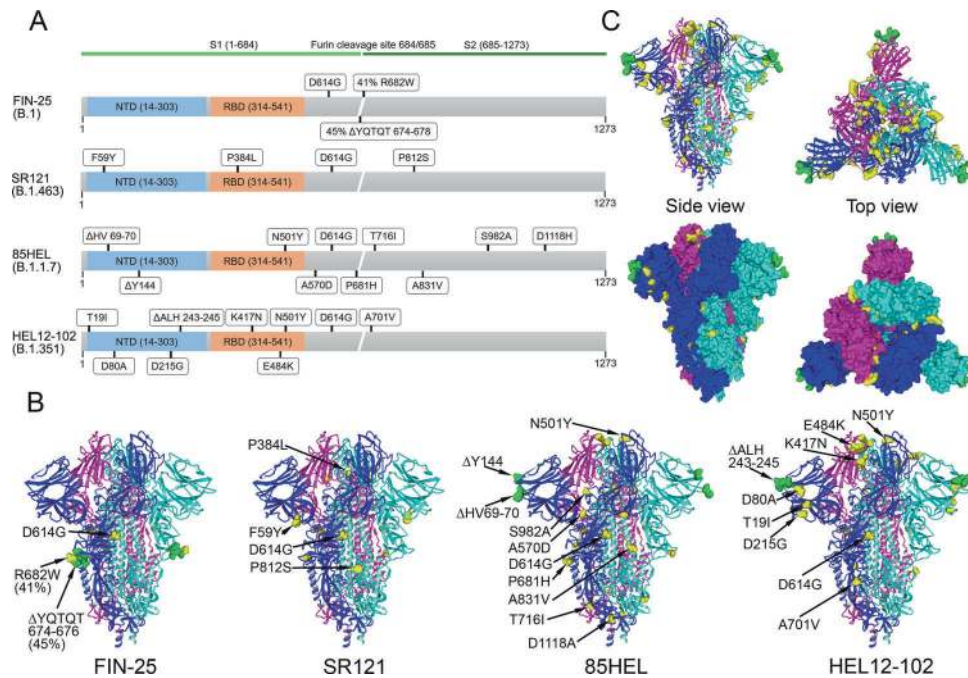 A
S1 (1-684)
Furin cleavage site 684/685
S2 (685-1273)
D614G
41% R682W
FIN-25
(B.1)
NTD (14-303)
RBD (314-541)
1
1273
45% ΔYQTQT 674-678
F59Y
P384L
D614G
P812S
SR121
(B.1.463)
NTD (14-303)
RBD (314-541)
1
1273
ΔHV 69-70
N501Y
D614G
T716I
S982A
D1118H
85HEL
(B.1.1.7)
NTD (14-303)
RBD (314-541)
1
1273
ΔY144
A570D
P681H
A831V
T19I
ΔALH 243-245
K417N
N501Y
D614G
A701V
HEL12-102
(B.1.351)
NTD (14-303)
RBD (314-541)
1
1273
D80A
D215G
E484K
C
Side view
Top view
B
D614G
R682W
(41%)
ΔYQTQT
674-676
(45%)
FIN-25
P384L
F59Y
D614G
P812S
SR121
N501Y
ΔY144
ΔHV69-70
S982A
A570D
D614G
P681H
A831V
T716I
D1118A
85HEL
N501Y
E484K
K417N
ΔALH
243-245
D80A
T19I
D215G
D614G
A701V
HEL12-102